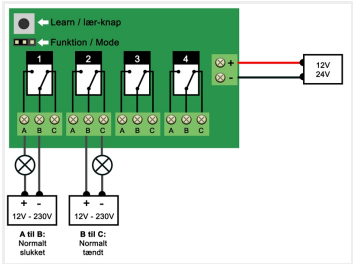 Learn / lær-knap
Funktion / Mode
1 2 3 4
+
-
12V
24V
A B C A B C A B C A B C
+ - + -
12V - 230V 12V - 230V
A til B: B til C:
Normalt Normalt
slukket tændt